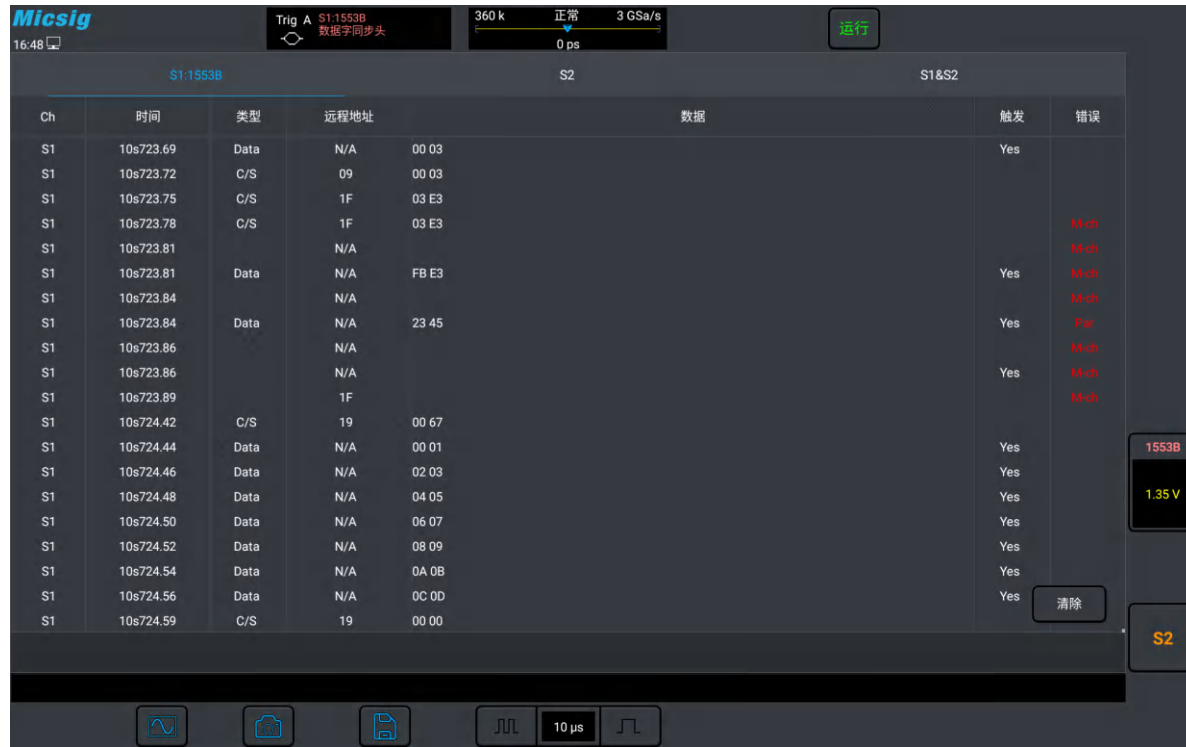 Micsig
16:48
Trig A S1:1553B
数据字同步头
360 k 正常 3 GSa/s
0 ps
运行
S1:1553B S2 S1&S2
Ch 时间 类型 远程地址 数据 触发 错误
S1 10s723.69 Data N/A 00 03 Yes
S1 10s723.72 C/S 09 00 03
S1 10s723.75 C/S 1F 03 E3
S1 10s723.78 C/S 1F 03 E3 M-ch
S1 10s723.81 N/A M-ch
S1 10s723.81 Data N/A FB E3 Yes M-ch
S1 10s723.84 N/A M-ch
S1 10s723.84 Data N/A 23 45 Yes Par
S1 10s723.86 N/A M-ch
S1 10s723.86 N/A Yes M-ch
S1 10s723.89 1F M-ch
S1 10s724.42 C/S 19 00 67
S1 10s724.44 Data N/A 00 01 Yes
S1 10s724.46 Data N/A 02 03 Yes
S1 10s724.48 Data N/A 04 05 Yes
S1 10s724.50 Data N/A 06 07 Yes
S1 10s724.52 Data N/A 08 09 Yes
S1 10s724.54 Data N/A 0A 0B Yes
S1 10s724.56 Data N/A 0C 0D Yes
S1 10s724.59 C/S 19 00 00
清除
1553B
1.35 V
S2
10 μs